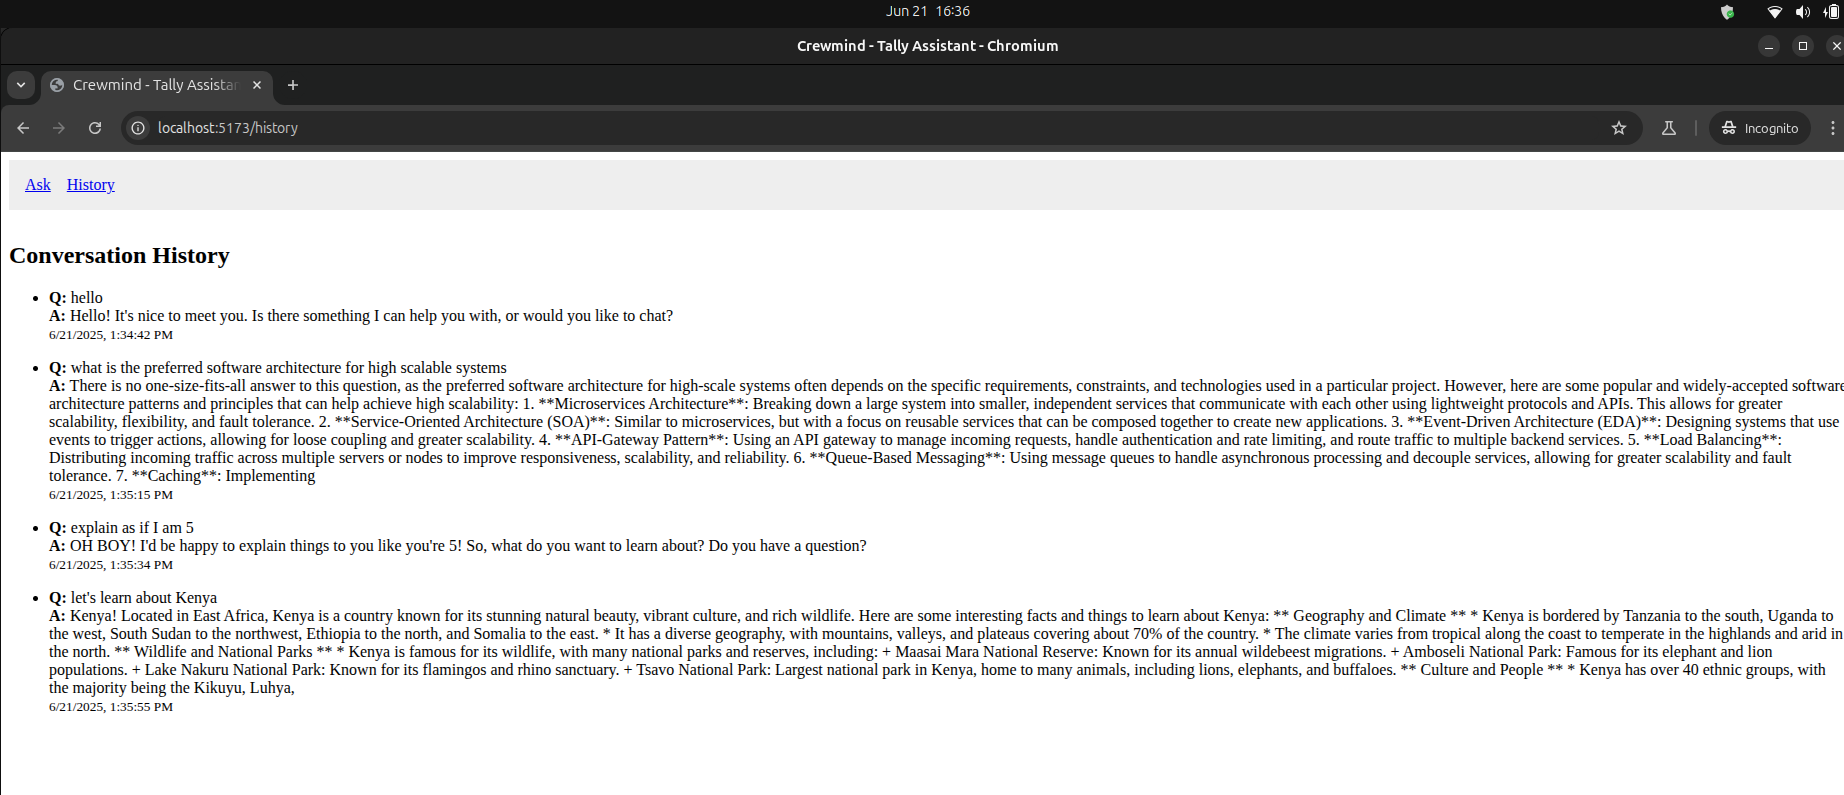 Jun 21 16:36
Crewmind - Tally Assistant - Chromium
Crewmind - Tally Assistan
localhost:5173/history
Incognito
Ask History
Conversation History
Q: hello
A: Hello! It's nice to meet you. Is there something I can help you with, or would you like to chat?
6/21/2025, 1:34:42 PM
Q: what is the preferred software architecture for high scalable systems
A: There is no one-size-fits-all answer to this question, as the preferred software architecture for high-scale systems often depends on the specific requirements, constraints, and technologies used in a particular project. However, here are some popular and widely-accepted software
architecture patterns and principles that can help achieve high scalability: 1. **Microservices Architecture**: Breaking down a large system into smaller, independent services that communicate with each other using lightweight protocols and APIs. This allows for greater
scalability, flexibility, and fault tolerance. 2. **Service-Oriented Architecture (SOA)**: Similar to microservices, but with a focus on reusable services that can be composed together to create new applications. 3. **Event-Driven Architecture (EDA)**: Designing systems that use
events to trigger actions, allowing for loose coupling and greater scalability. 4. **API-Gateway Pattern**: Using an API gateway to manage incoming requests, handle authentication and rate limiting, and route traffic to multiple backend services. 5. **Load Balancing**:
Distributing incoming traffic across multiple servers or nodes to improve responsiveness, scalability, and reliability. 6. **Queue-Based Messaging**: Using message queues to handle asynchronous processing and decouple services, allowing for greater scalability and fault
tolerance. 7. **Caching**: Implementing
6/21/2025, 1:35:15 PM
Q: explain as if I am 5
A: OH BOY! I'd be happy to explain things to you like you're 5! So, what do you want to learn about? Do you have a question?
6/21/2025, 1:35:34 PM
Q: let's learn about Kenya
A: Kenya! Located in East Africa, Kenya is a country known for its stunning natural beauty, vibrant culture, and rich wildlife. Here are some interesting facts and things to learn about Kenya: ** Geography and Climate ** * Kenya is bordered by Tanzania to the south, Uganda to
the west, South Sudan to the northwest, Ethiopia to the north, and Somalia to the east. * It has a diverse geography, with mountains, valleys, and plateaus covering about 70% of the country. * The climate varies from tropical along the coast to temperate in the highlands and arid in
the north. ** Wildlife and National Parks ** * Kenya is famous for its wildlife, with many national parks and reserves, including: + Maasai Mara National Reserve: Known for its annual wildebeest migrations. + Amboseli National Park: Famous for its elephant and lion
populations. + Lake Nakuru National Park: Known for its flamingos and rhino sanctuary. + Tsavo National Park: Largest national park in Kenya, home to many animals, including lions, elephants, and buffaloes. ** Culture and People ** * Kenya has over 40 ethnic groups, with
the majority being the Kikuyu, Luhya,
6/21/2025, 1:35:55 PM